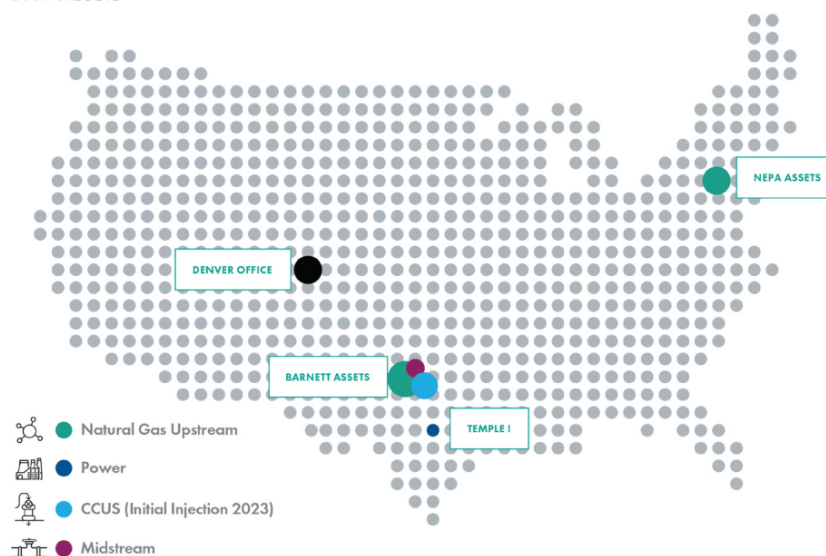 NEPA ASSETS
DENVER OFFICE
BARNETT ASSETS
TEMPLE I
Natural Gas Upstream
Power
CCUS (Initial Injection 2023)
Midstream